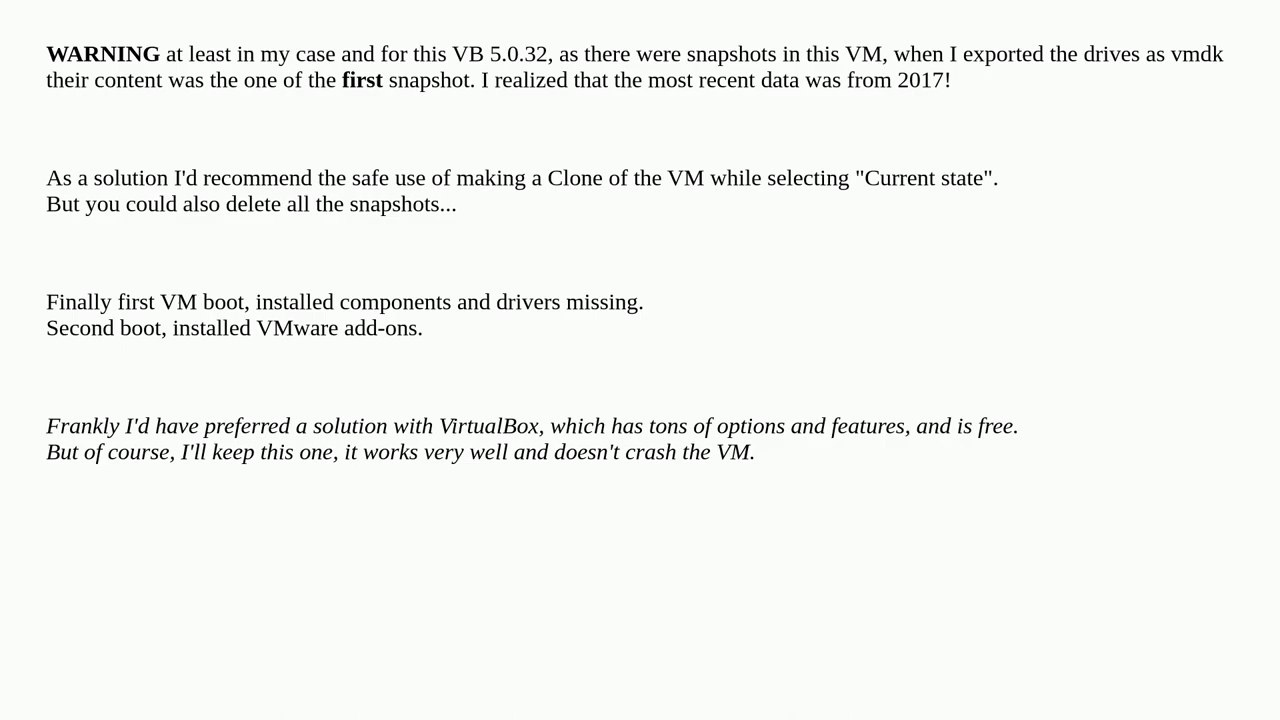 WARNING at least in my case and for this VB 5.0.32, as there were snapshots in this VM, when I exported the drives as vmdk
their content was the one of the first snapshot. I realized that the most recent data was from 2017!
As a solution I'd recommend the safe use of making a Clone of the VM while selecting "Current state".
But you could also delete all the snapshots...
Finally first VM boot, installed components and drivers missing.
Second boot, installed VMware add-ons.
Frankly I'd have preferred a solution with VirtualBox, which has tons of options and features, and is free.
But of course, I'll keep this one, it works very well and doesn't crash the VM.